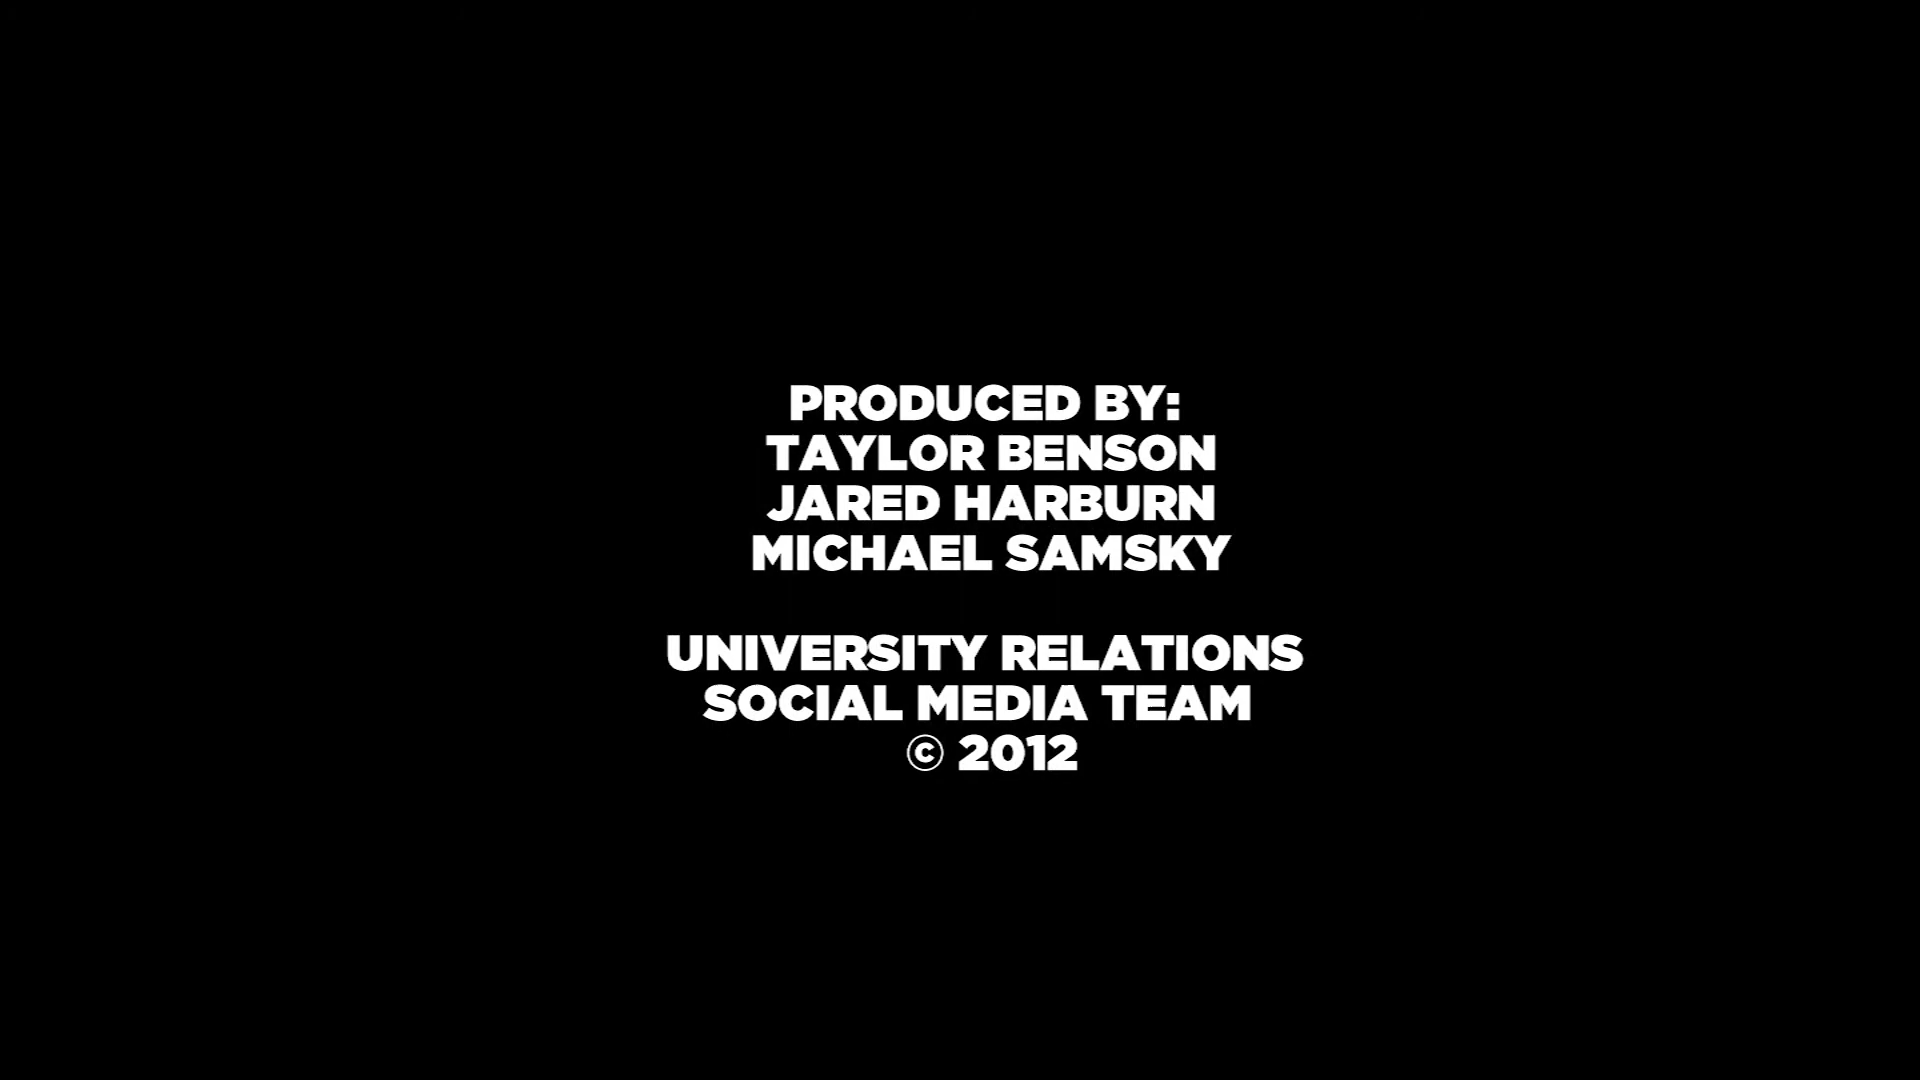 PRODUCED BY:
TAYLOR BENSON
JARED HARBURN
MICHAEL SAMSKY
UNIVERSITY RELATIONS
SOCIAL MEDIA TEAM
© 2012